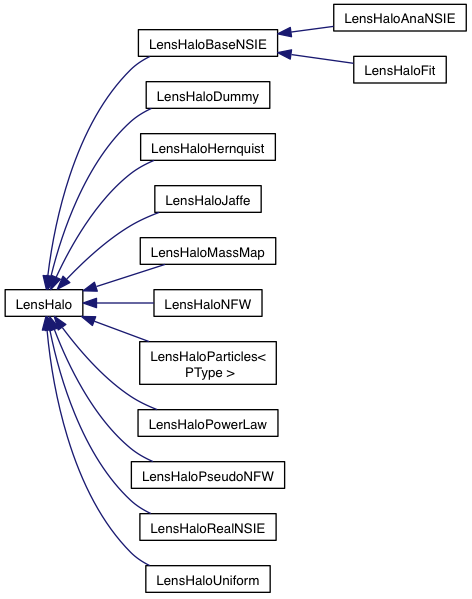 LensHaloAnaNSIE
LensHaloBaseNSIE
LensHaloFit
LensHaloDummy
LensHaloHernquist
LensHaloJaffe
LensHaloMassMap
LensHalo
LensHaloNFW
LensHaloParticles<
PType >
LensHaloPowerLaw
LensHaloPseudoNFW
LensHaloRealNSIE
LensHaloUniform